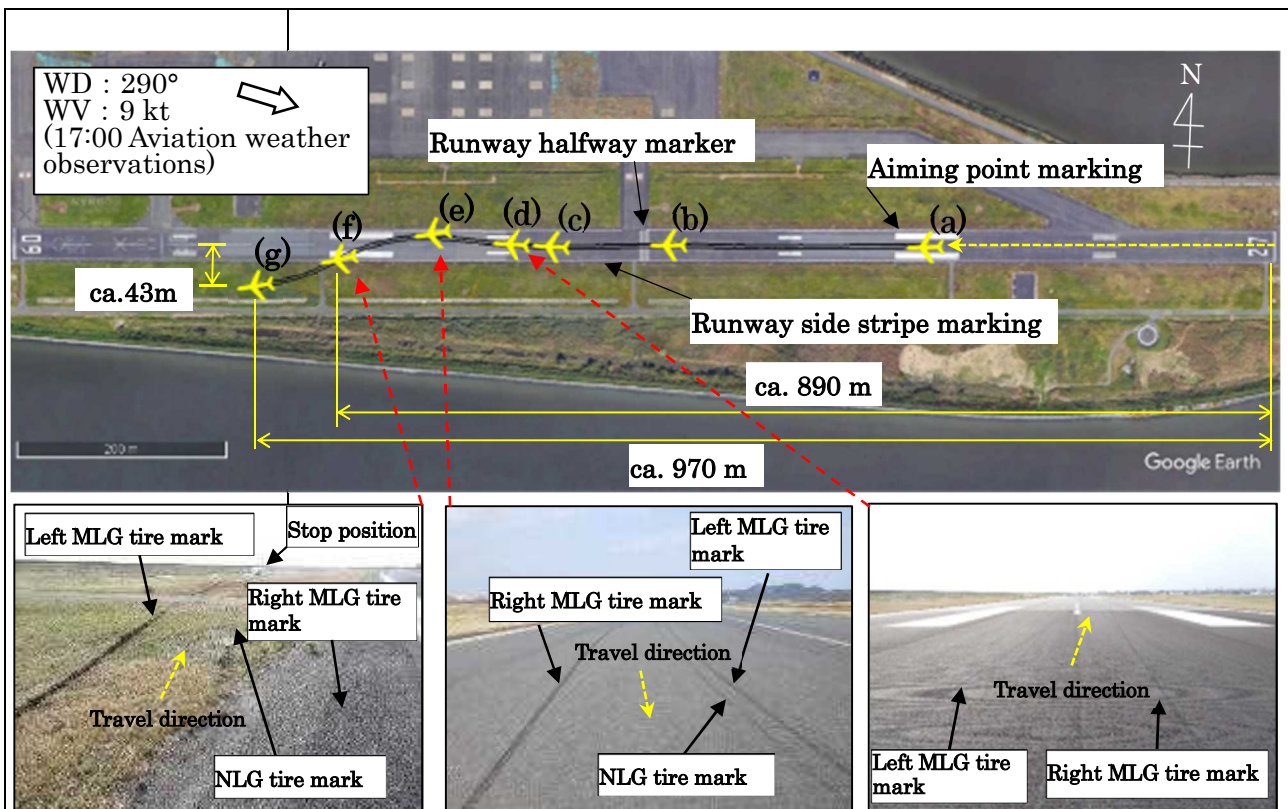 WD : 290°
WV : 9 kt
(17:00 Aviation weather
observations)
N
Runway halfway marker
Aiming point marking
(a)
(b)
(c)
(d)
(e)
(f)
(g)
09
27
ca.43m
Runway side stripe marking
ca. 890 m
ca. 970 m
200 m
Google Earth
Left MLG tire mark
Stop position
Right MLG tire
mark
Travel direction
NLG tire mark
Left MLG tire
mark
Right MLG tire mark
Travel direction
NLG tire mark
Travel direction
Left MLG tire
mark
Right MLG tire mark